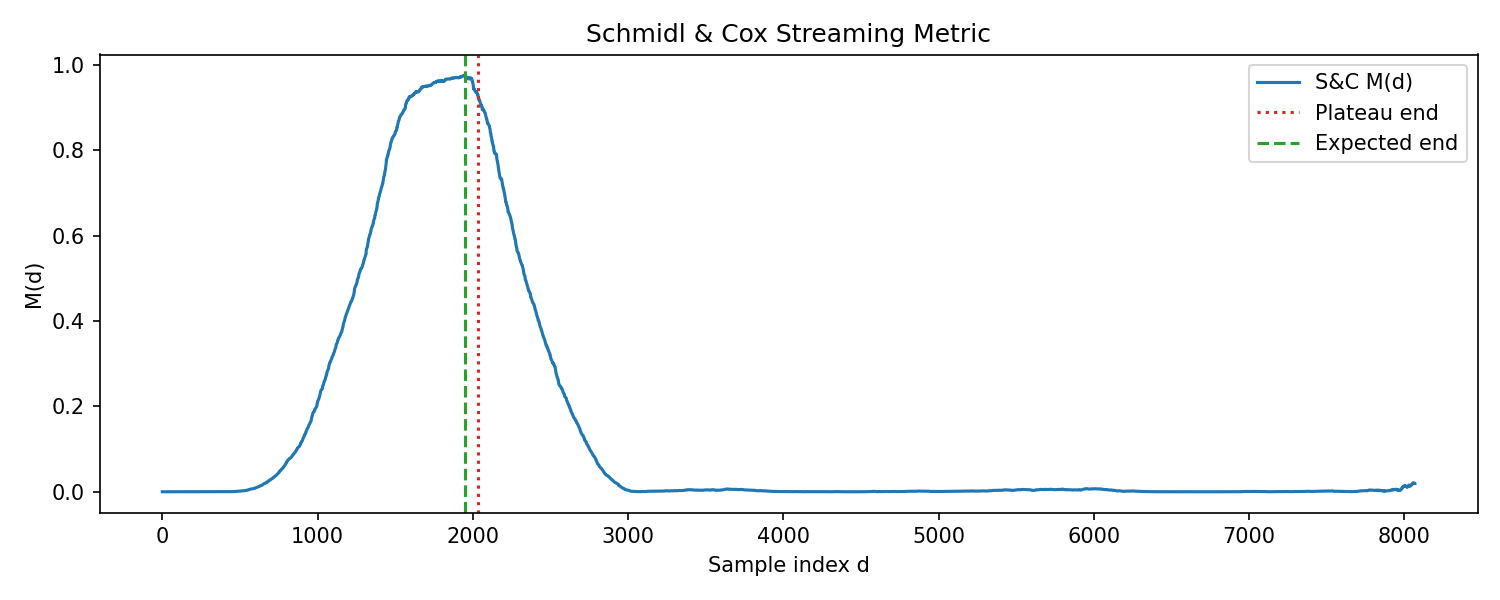 Schmidl & Cox Streaming Metric
M(d)
1.0
0.8
0.6
0.4
0.2
0.0
S&C M(d)
Plateau end
Expected end
0 1000 2000 3000 4000 5000 6000 7000 8000
Sample index d